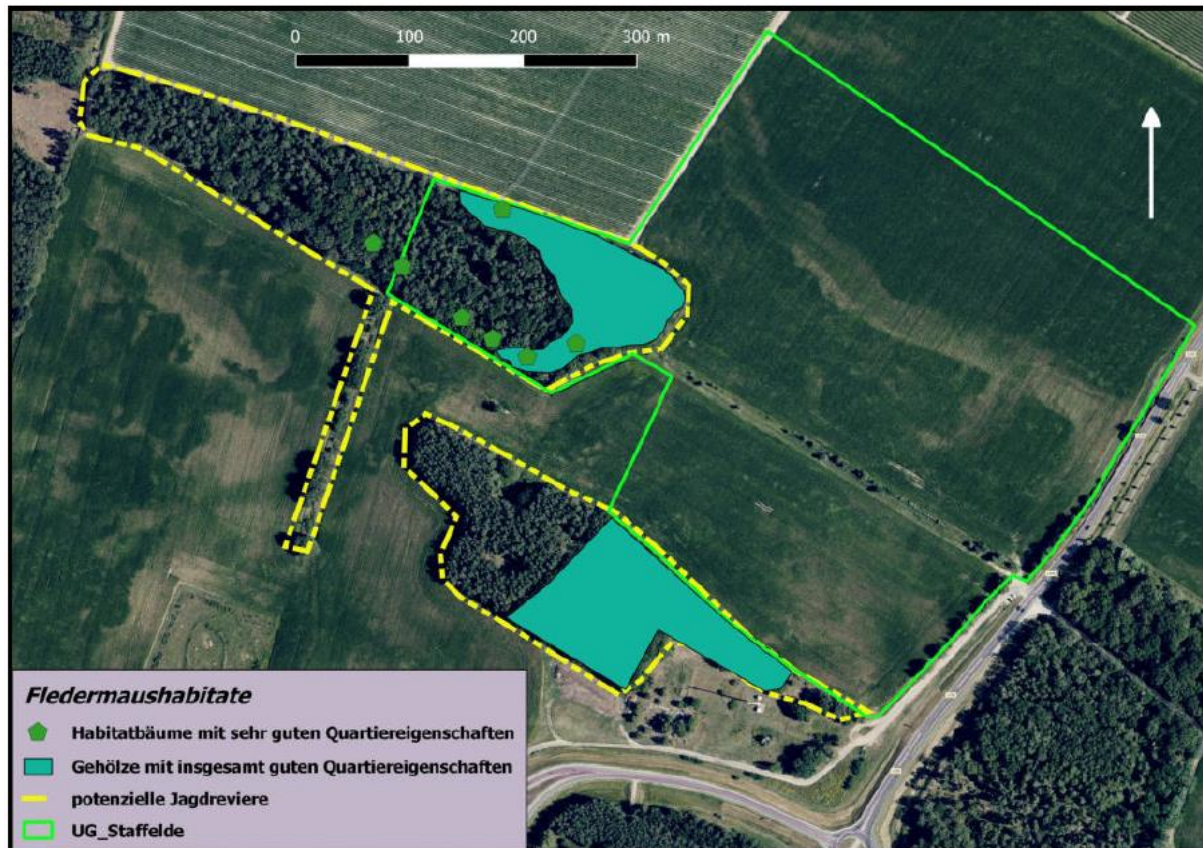 0 100 200 300 m
Fledermaushabitate
Habitatbäume mit sehr guten Quartiereigenschaften
Gehölze mit insgesamt guten Quartiereigenschaften
potenzielle Jagdreviere
UG_Staffelde